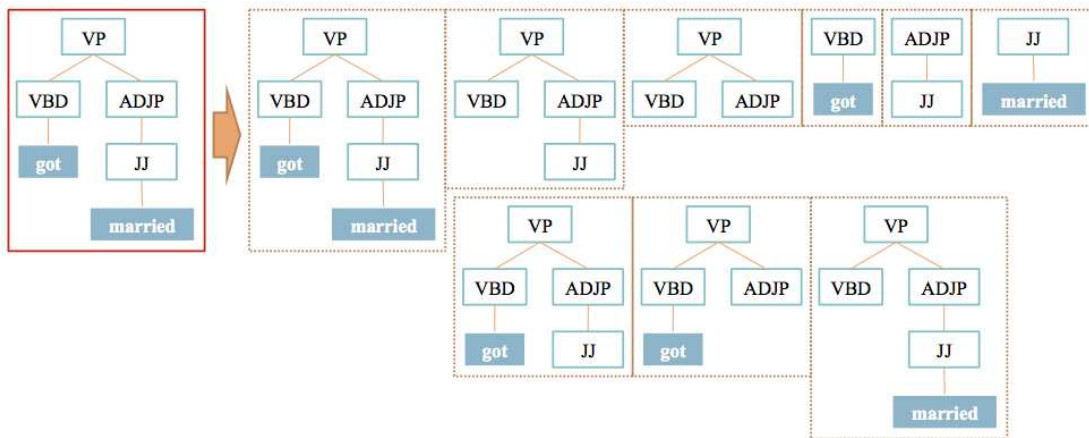 VP VP VP VP VBD ADJP JJ
VBD ADJP VBD ADJP VBD ADJP VBD ADJP got JJ married
got JJ got JJ JJ
married married
VP VP VP
VBD ADJP VBD ADJP VBD ADJP
got JJ got JJ
married